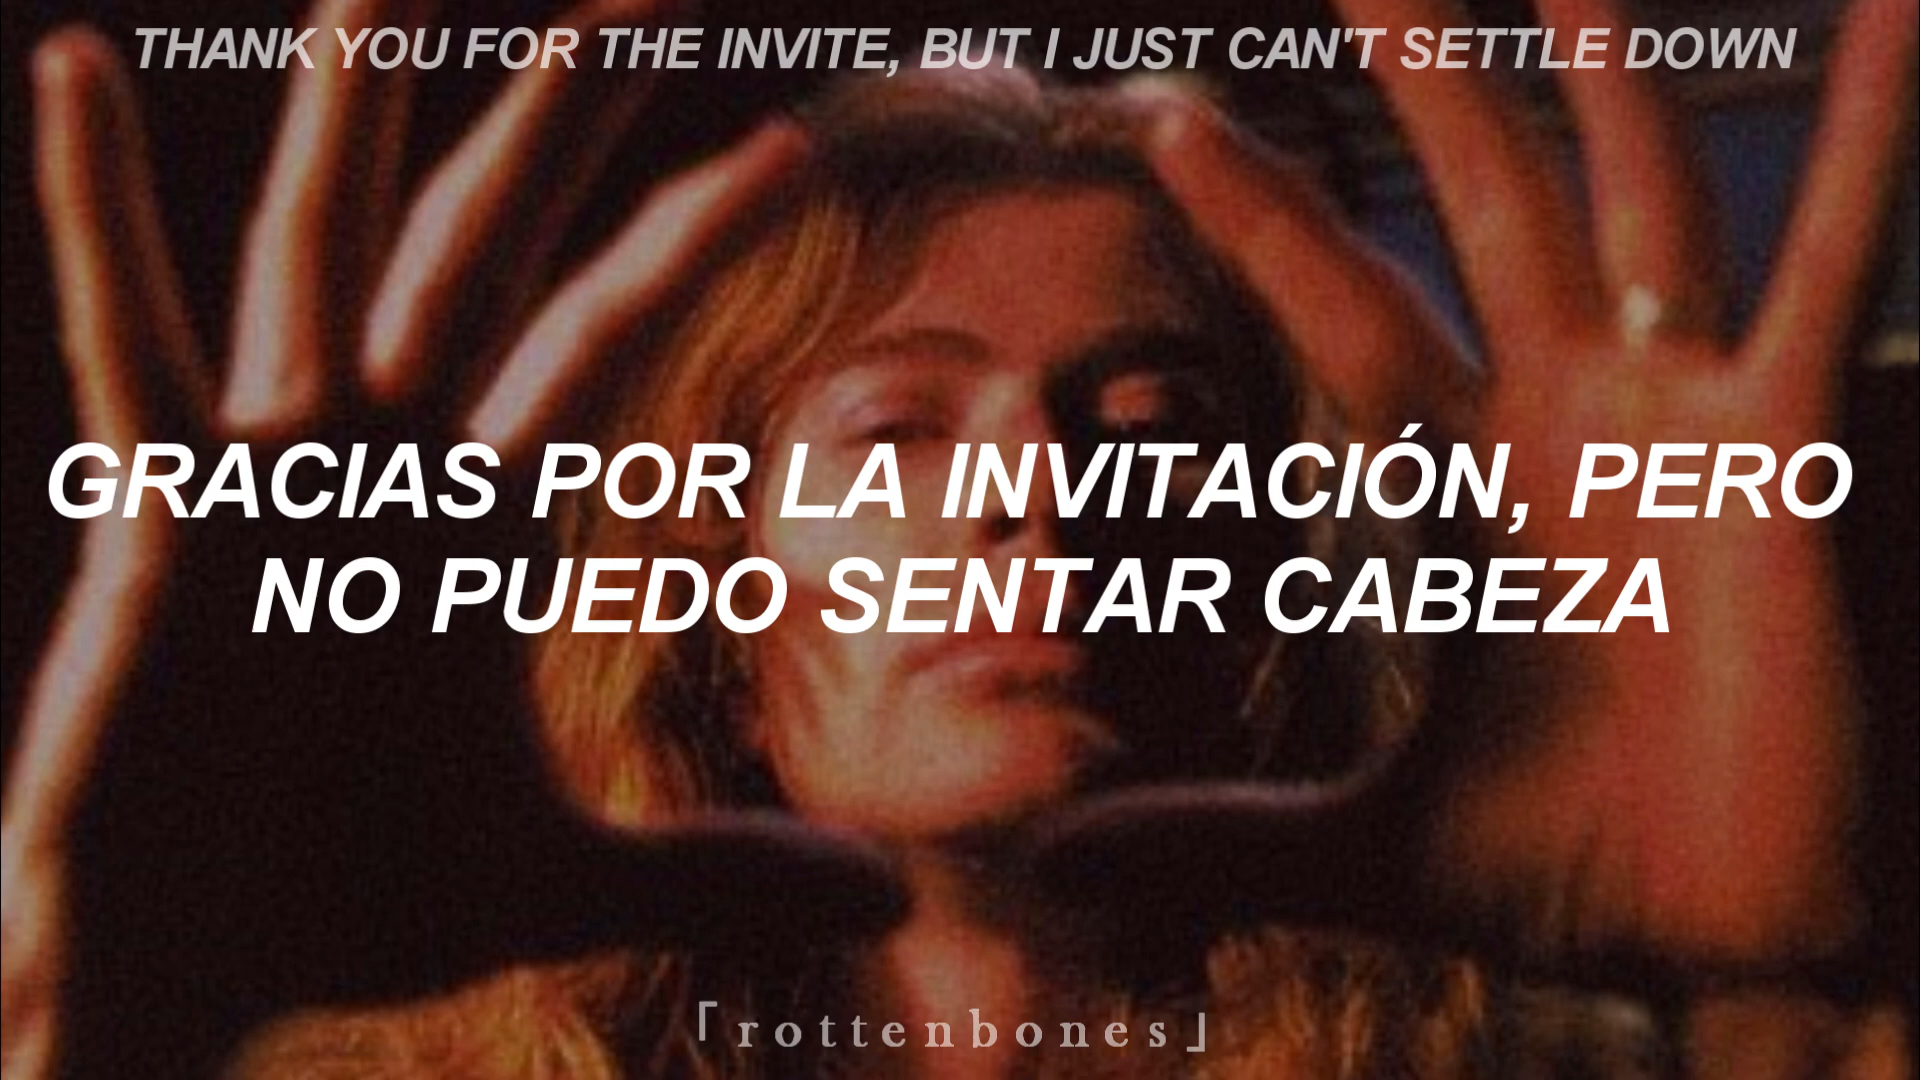 THANK YOU FOR THE INVITE, BUT I JUST CAN'T SETTLE DOWN
GRACIAS POR LA INVITACIÓN, PERO
NO PUEDO SENTAR CABEZA
「rottenbones」